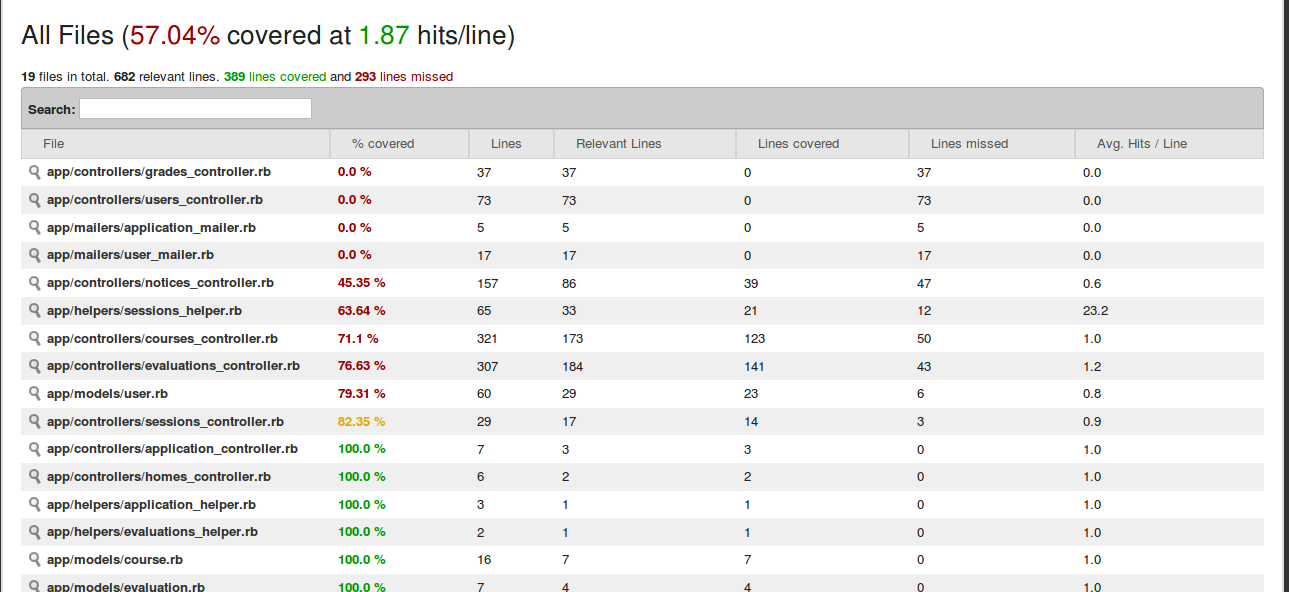 All Files (57.04% covered at 1.87 hits/line)
19 files in total. 682 relevant lines. 389 lines covered and 293 lines missed
Search:
File % covered Lines Relevant Lines Lines covered Lines missed Avg. Hits / Line
app/controllers/grades_controller.rb 0.0 % 37 37 0 37 0.0
app/controllers/users_controller.rb 0.0 % 73 73 0 73 0.0
app/mailers/application_mailer.rb 0.0 % 5 5 0 5 0.0
app/mailers/user_mailer.rb 0.0 % 17 17 0 17 0.0
app/controllers/notices_controller.rb 45.35 % 157 86 39 47 0.6
app/helpers/sessions_helper.rb 63.64 % 65 33 21 12 23.2
app/controllers/courses_controller.rb 71.1 % 321 173 123 50 1.0
app/controllers/evaluations_controller.rb 76.63 % 307 184 141 43 1.2
app/models/user.rb 79.31 % 60 29 23 6 0.8
app/controllers/sessions_controller.rb 82.35 % 29 17 14 3 0.9
app/controllers/application_controller.rb 100.0 % 7 3 3 0 1.0
app/controllers/homes_controller.rb 100.0 % 6 2 2 0 1.0
app/helpers/application_helper.rb 100.0 % 3 1 1 0 1.0
app/helpers/evaluations_helper.rb 100.0 % 2 1 1 0 1.0
app/models/course.rb 100.0 % 16 7 7 0 1.0
app/models/evaluation.rb 100.0 % 7 4 4 0 1.0